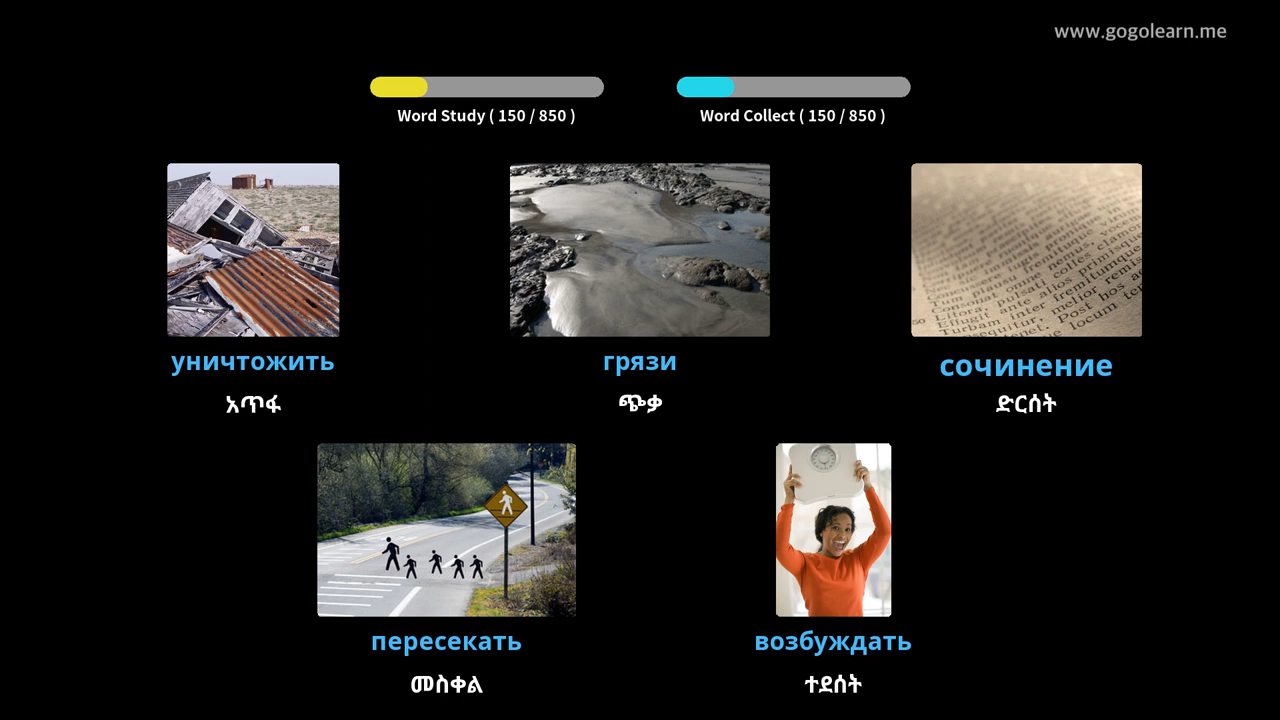 www.gogolearn.me
Word Study ( 150 / 850 )
Word Collect ( 150 / 850 )
уничтожить
አጥፋ
грязи
ጭቃ
сочинение
ድርሰት
пересекать
መስቀል
возбуждать
ተደሰት